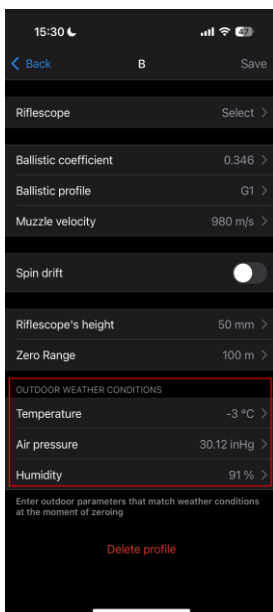 15:30
47
Back B Save
Riflescope Select
Ballistic coefficient 0.346
Ballistic profile G1
Muzzle velocity 980 m/s
Spin drift
Riflescope's height 50 mm
Zero Range 100 m
OUTDOOR WEATHER CONDITIONS
Temperature -3 °C
Air pressure 30.12 inHg
Humidity 91 %
Enter outdoor parameters that match weather conditions
at the moment of zeroing
Delete profile